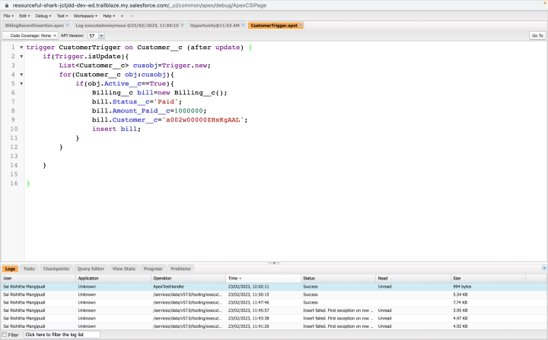 resourceful-shark-jctjdd-dev-ed.trailblaze.my.salesforce.com/_ui/common/apex/debug/ApexCSIPage
File • Edit • Debug • Test • Workspace • Help • < >
BillingRecordInsertion.apxc Log executeAnonymous @23/02/2023, 11:50:15 Opportunity@11:53 AM CustomerTrigger.apxt
Code Coverage: None • API Version: 57 Go To
1 trigger CustomerTrigger on Customer__c (after update) {
2 if(Trigger.isUpdate){
3 List<Customer__c> cusobj=Trigger.new;
4 for(Customer__c obj:cusobj){
5 if(obj.Active__c==True){
6 Billing__c bill=new Billing__c();
7 bill.Status__c='Paid';
8 bill.Amount_Paid__c=1000000;
9 bill.Customer__c='a002w00000ZHxKgAAL';
10 insert bill;
11 }
12 }
13
14 }
15
16 }
Logs Tests Checkpoints Query Editor View State Progress Problems
User Application Operation Time Status Read Size
Sai Rishitha Mangipudi Unknown ApexTestHandler 23/02/2023, 12:02:11 Success Unread 994 bytes
Sai Rishitha Mangipudi Unknown /services/data/v57.0/tooling/execut... 23/02/2023, 11:50:15 Success 5.54 KB
Sai Rishitha Mangipudi Unknown /services/data/v57.0/tooling/execut... 23/02/2023, 11:47:46 Success 7.74 KB
Sai Rishitha Mangipudi Unknown /services/data/v57.0/tooling/execut... 23/02/2023, 11:45:57 Insert failed. First exception on row ... Unread 3.95 KB
Sai Rishitha Mangipudi Unknown /services/data/v57.0/tooling/execut... 23/02/2023, 11:43:38 Insert failed. First exception on row ... Unread 4.97 KB
Sai Rishitha Mangipudi Unknown /services/data/v57.0/tooling/execut... 23/02/2023, 11:41:26 Insert failed. First exception on row ... Unread 4.92 KB
Filter Click here to filter the log list